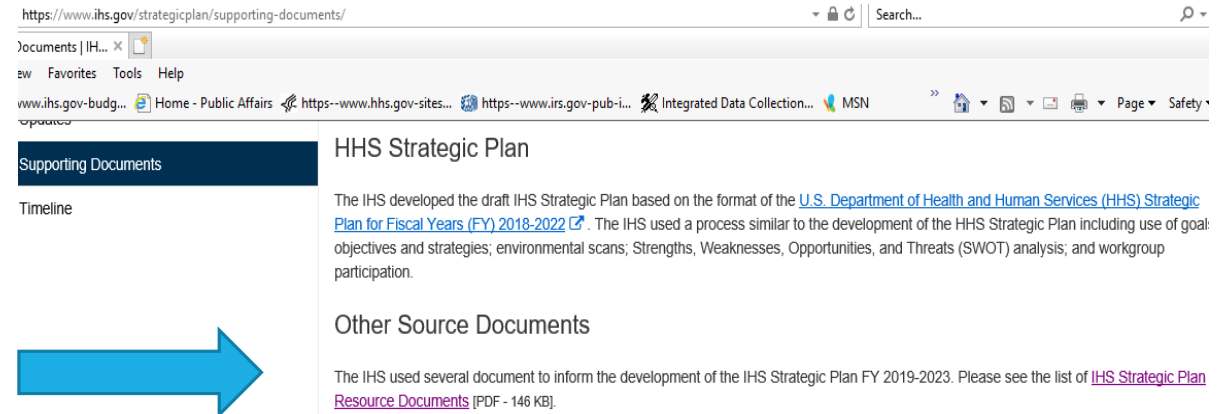 https://www.ihs.gov/strategicplan/supporting-documents/
Search...
Documents | IH...
ew Favorites Tools Help
www.ihs.gov-budg... Home - Public Affairs https--www.hhs.gov-sites... https--www.irs.gov-pub-i... Integrated Data Collection... MSN » Page Safety
Updates
Supporting Documents
Timeline
HHS Strategic Plan
The IHS developed the draft IHS Strategic Plan based on the format of the U.S. Department of Health and Human Services (HHS) Strategic
Plan for Fiscal Years (FY) 2018-2022 . The IHS used a process similar to the development of the HHS Strategic Plan including use of goals
objectives and strategies; environmental scans; Strengths, Weaknesses, Opportunities, and Threats (SWOT) analysis; and workgroup
participation.
Other Source Documents
The IHS used several document to inform the development of the IHS Strategic Plan FY 2019-2023. Please see the list of IHS Strategic Plan
Resource Documents [PDF - 146 KB].